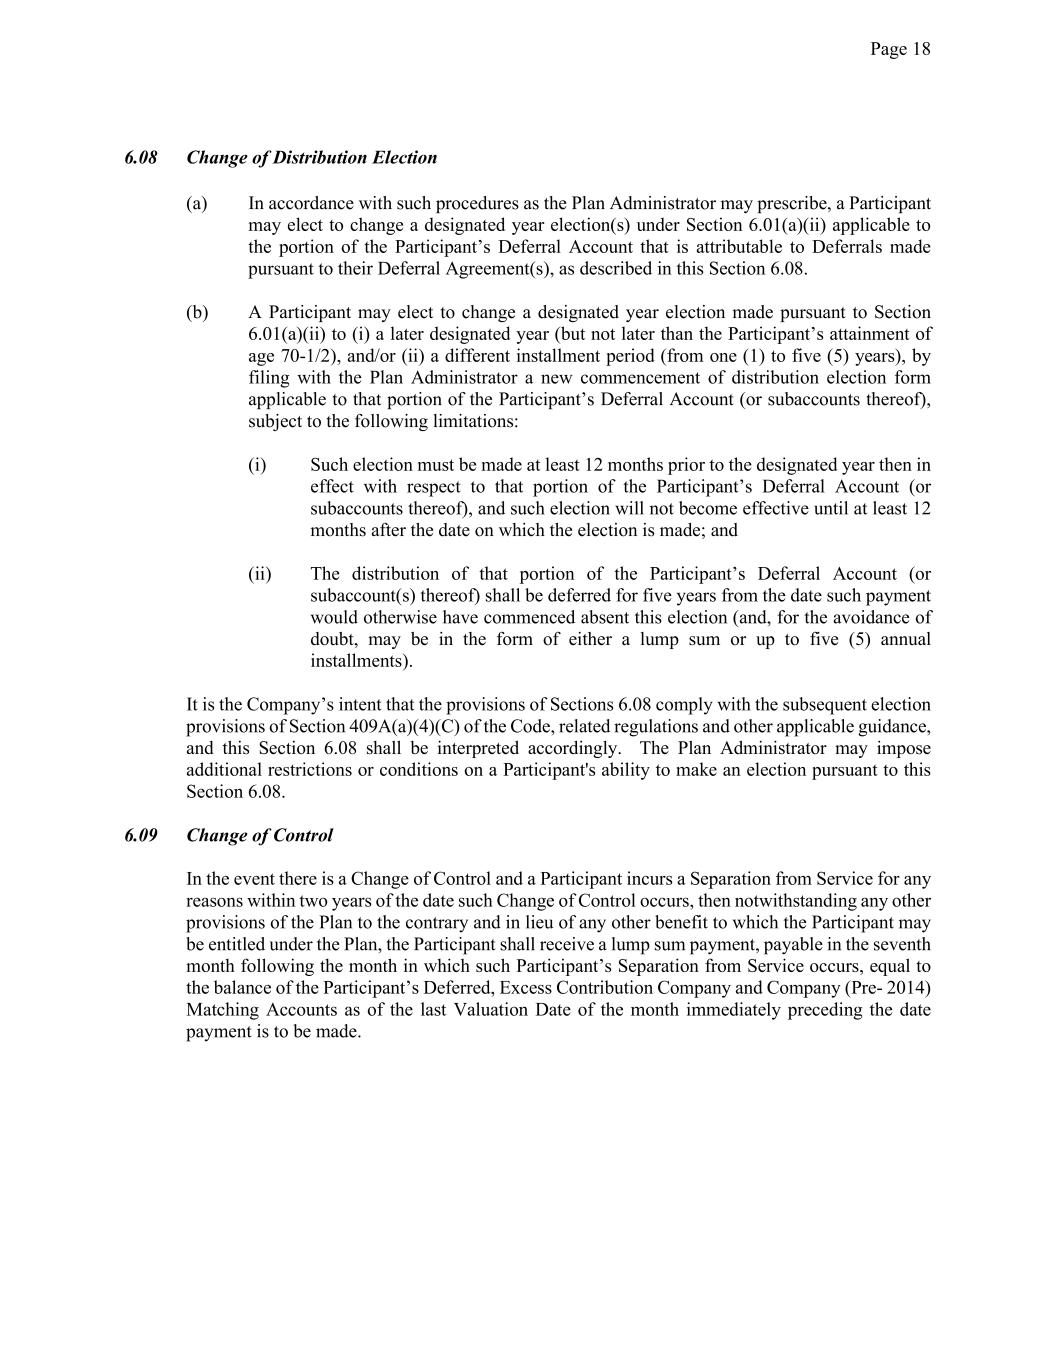 Page 18
6.08 Change of Distribution Election
(a) In accordance with such procedures as the Plan Administrator may prescribe, a Participant
may elect to change a designated year election(s) under Section 6.01(a)(ii) applicable to
the portion of the Participant’s Deferral Account that is attributable to Deferrals made
pursuant to their Deferral Agreement(s), as described in this Section 6.08.
(b) A Participant may elect to change a designated year election made pursuant to Section
6.01(a)(ii) to (i) a later designated year (but not later than the Participant’s attainment of
age 70-1/2), and/or (ii) a different installment period (from one (1) to five (5) years), by
filing with the Plan Administrator a new commencement of distribution election form
applicable to that portion of the Participant’s Deferral Account (or subaccounts thereof),
subject to the following limitations:
(i) Such election must be made at least 12 months prior to the designated year then in
effect with respect to that portion of the Participant’s Deferral Account (or
subaccounts thereof), and such election will not become effective until at least 12
months after the date on which the election is made; and
(ii) The distribution of that portion of the Participant’s Deferral Account (or
subaccount(s) thereof) shall be deferred for five years from the date such payment
would otherwise have commenced absent this election (and, for the avoidance of
doubt, may be in the form of either a lump sum or up to five (5) annual
installments).
It is the Company’s intent that the provisions of Sections 6.08 comply with the subsequent election
provisions of Section 409A(a)(4)(C) of the Code, related regulations and other applicable guidance,
and this Section 6.08 shall be interpreted accordingly. The Plan Administrator may impose
additional restrictions or conditions on a Participant's ability to make an election pursuant to this
Section 6.08.
6.09 Change of Control
In the event there is a Change of Control and a Participant incurs a Separation from Service for any
reasons within two years of the date such Change of Control occurs, then notwithstanding any other
provisions of the Plan to the contrary and in lieu of any other benefit to which the Participant may
be entitled under the Plan, the Participant shall receive a lump sum payment, payable in the seventh
month following the month in which such Participant’s Separation from Service occurs, equal to
the balance of the Participant’s Deferred, Excess Contribution Company and Company (Pre- 2014)
Matching Accounts as of the last Valuation Date of the month immediately preceding the date
payment is to be made.